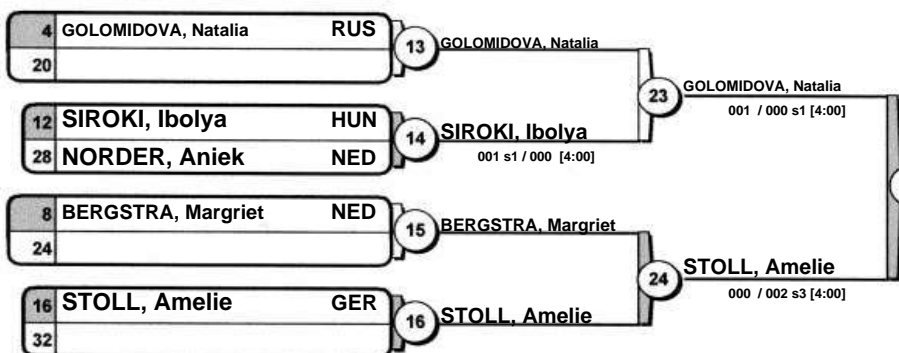 4 GOLOMIDOVA, Natalia RUS
20
13
GOLOMIDOVA, Natalia
12 SIROKI, Ibolya HUN
28 NORDER, Aniek NED
14
SIROKI, Ibolya
001 s1 / 000 [4:00]
23
GOLOMIDOVA, Natalia
001 / 000 s1 [4:00]
8 BERGSTRA, Margriet NED
24
15
BERGSTRA, Margriet
16 STOLL, Amelie GER
32
16
STOLL, Amelie
24
STOLL, Amelie
000 / 002 s3 [4:00]